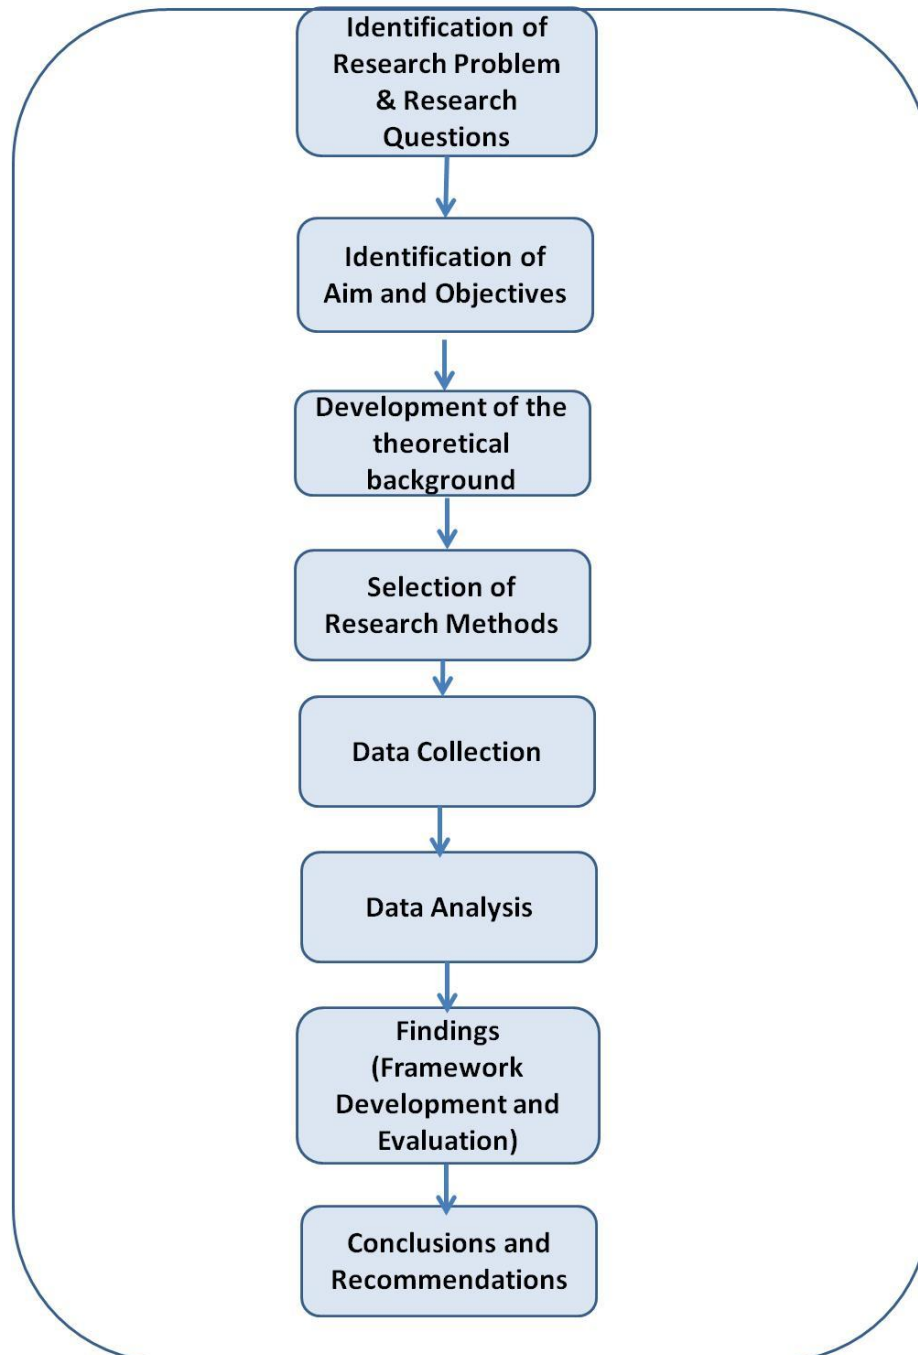 Identification of
Research Problem
& Research
Questions
Identification of
Aim and Objectives
Development of the
theoretical
background
Selection of
Research Methods
Data Collection
Data Analysis
Findings
(Framework
Development and
Evaluation)
Conclusions and
Recommendations